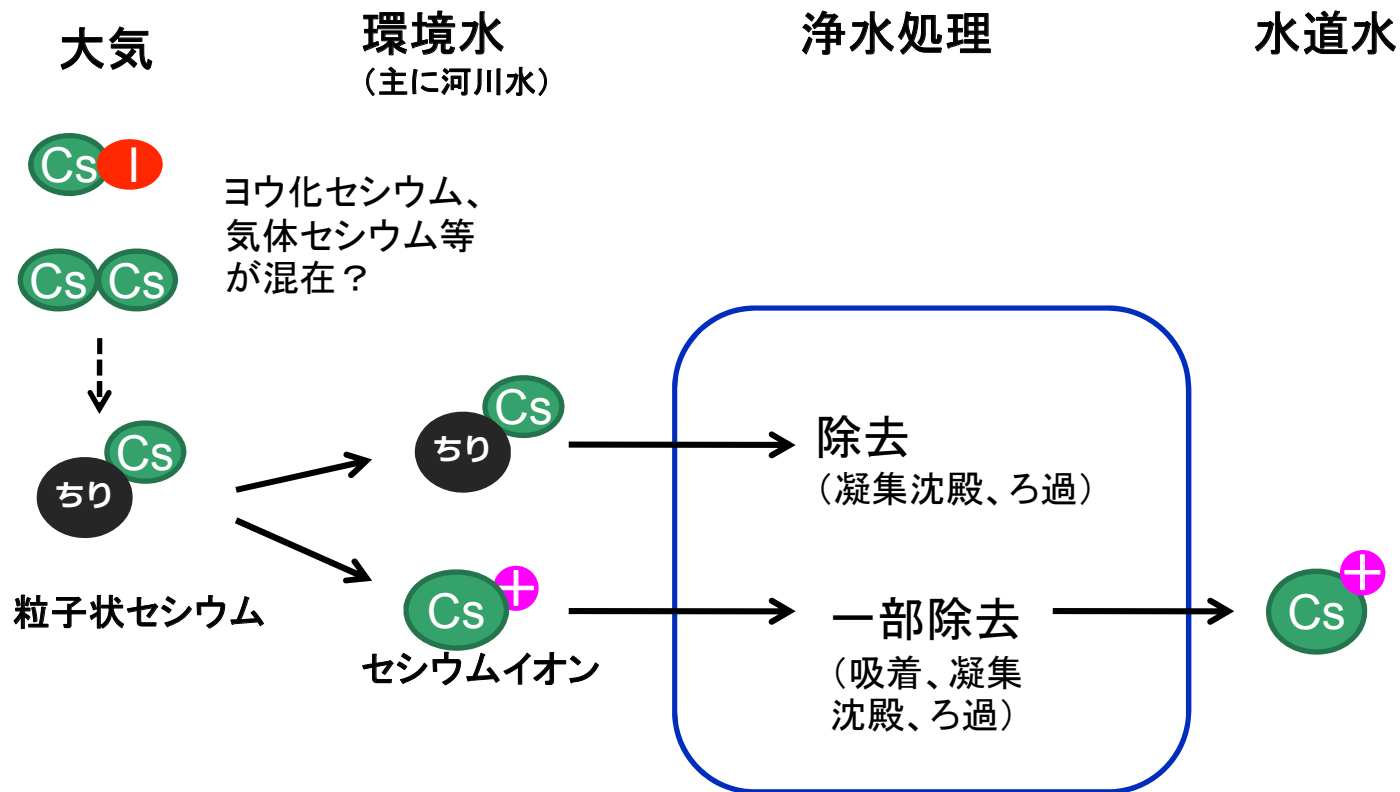 大気
環境水
（主に河川水）
浄水処理
水道水
Cs I
ヨウ化セシウム、
気体セシウム等
が混在？
Cs Cs
Cs
ちり
粒子状セシウム
Cs
ちり
除去
（凝集沈殿、ろ過）
Cs +
セシウムイオン
一部除去
（吸着、凝集
沈殿、ろ過）
Cs +